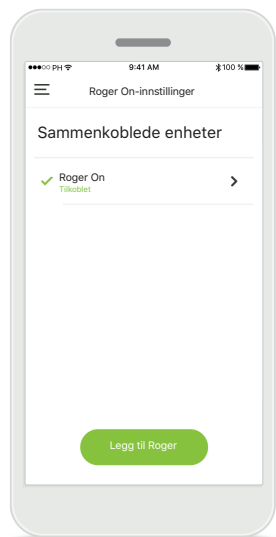 PH 9:41 AM 100 %
Roger On-innstillinger
Sammenkoblede enheter
Roger On
Tilkoblet
Legg til Roger